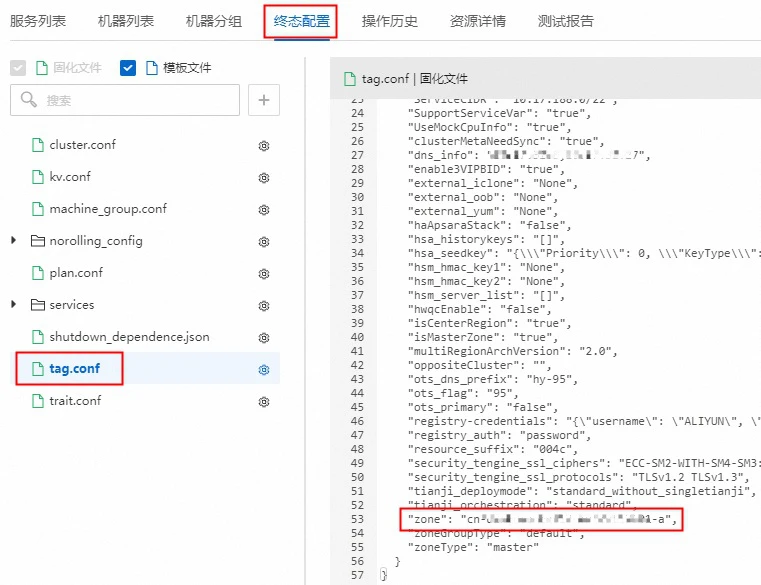 服务列表 机器列表 机器分组 终态配置 操作历史 资源详情 测试报告
固化文件 模板文件
搜索
cluster.conf
kv.conf
machine_group.conf
norolling_config
plan.conf
services
shutdown_dependence.json
tag.conf
trait.conf
tag.conf | 固化文件
23 "ServiceCIDR": "10.17.188.0/22",
24 "SupportServiceVar": "true",
25 "UseMockCpuInfo": "true",
26 "clusterMetaNeedSync": "true",
27 "dns_info": "
28 "enable3VIPBID": "true",
29 "external_iclone": "None",
30 "external_oob": "None",
31 "external_yum": "None",
32 "haApsaraStack": "false",
33 "hsa_historykeys": "[]",
34 "hsa_seedkey": "{\\\"Priority\\\": 0, \\\"KeyType\\\":
35 "hsm_hmac_key1": "None",
36 "hsm_hmac_key2": "None",
37 "hsm_server_list": "[]",
38 "hwqcEnable": "false",
39 "isCenterRegion": "true",
40 "isMasterZone": "true",
41 "multiRegionArchVersion": "2.0",
42 "oppositeCluster": "",
43 "ots_dns_prefix": "hy-95",
44 "ots_flag": "95",
45 "ots_primary": "false",
46 "registry-credentials": "{\"username\": \"ALIYUN\", \"
47 "registry_auth": "password",
48 "resource_suffix": "004c",
49 "security_tengine_ssl_ciphers": "ECC-SM2-WITH-SM4-SM3:
50 "security_tengine_ssl_protocols": "TLSv1.2 TLSv1.3",
51 "tianji_deploymode": "standard_without_singletianji",
52 "tianji_orchestration": "standard",
53 "zone": "cn -a",
54 "zoneGroupType": "default",
55 "zoneType": "master"
56 }
57 }